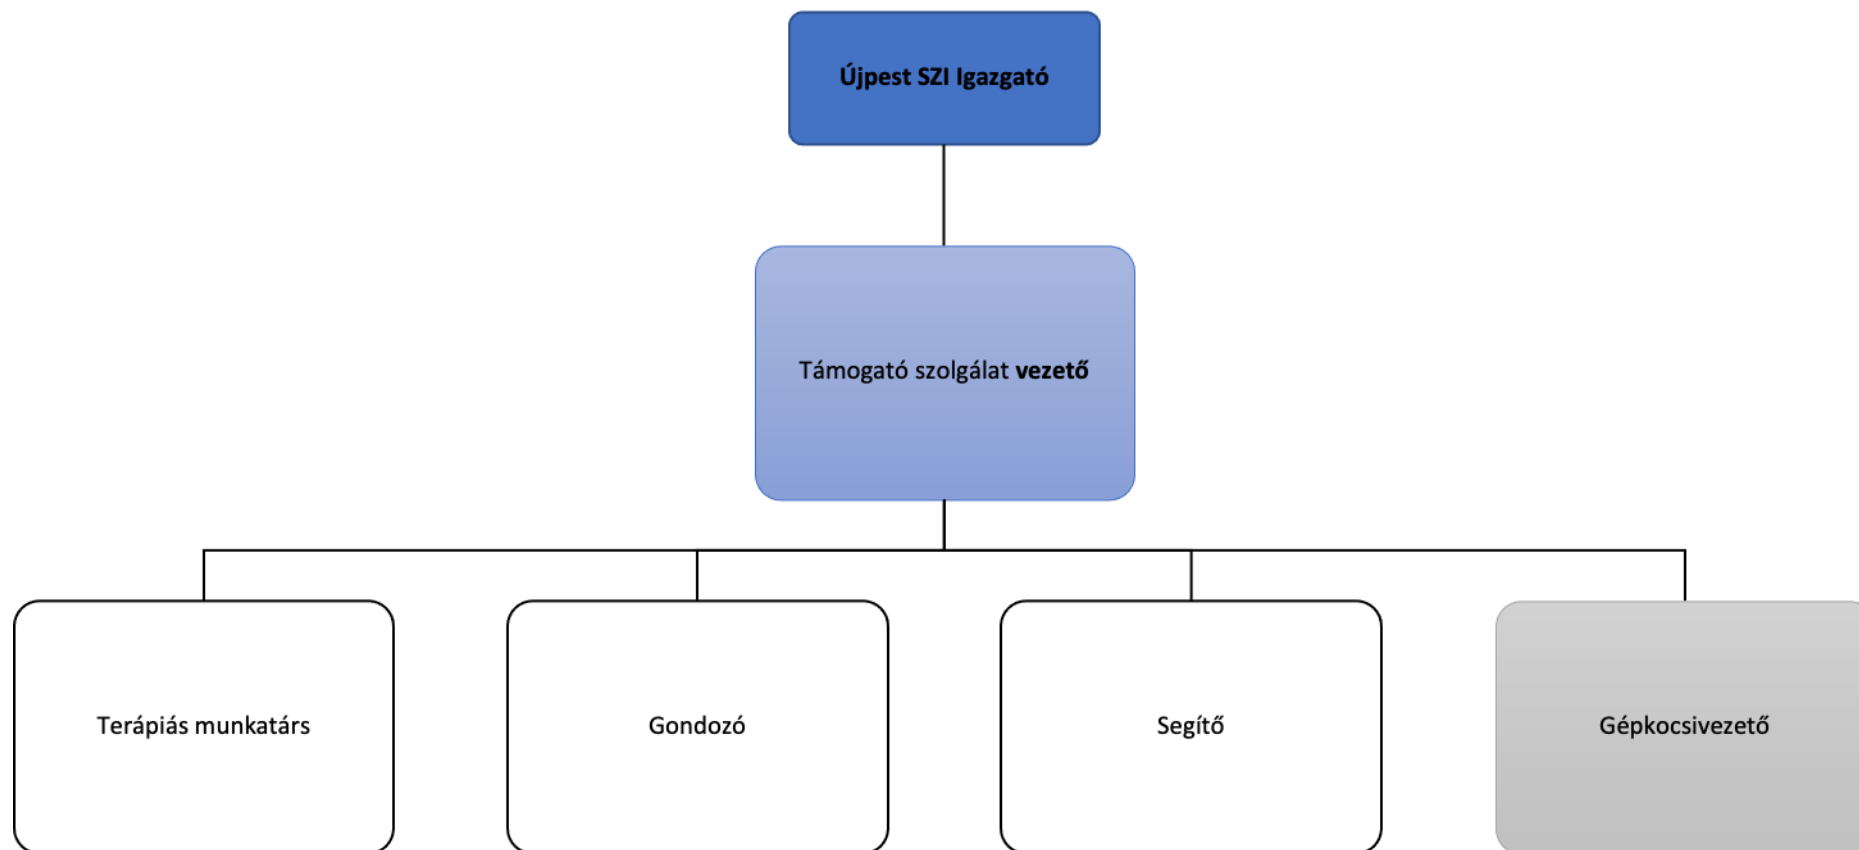 Újpest SZI Igazgató
Támogató szolgálat vezető
Terápiás munkatárs
Gondozó
Segítő
Gépkocsivezető